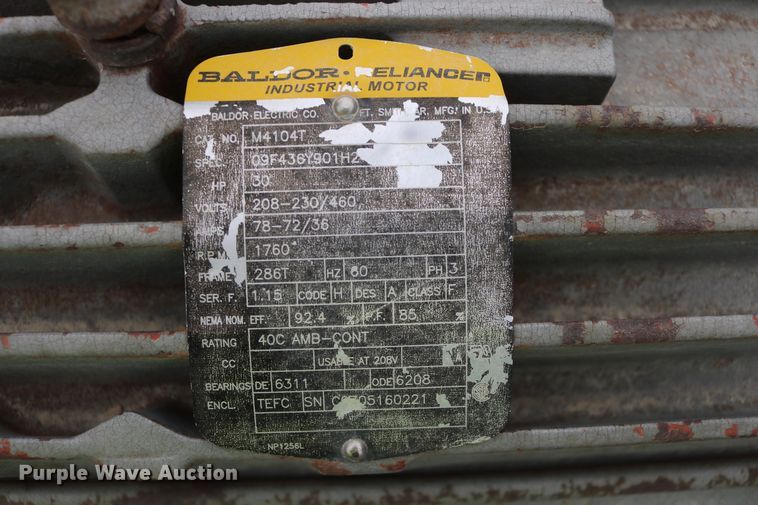 BALDOR • RELIANCER
INDUSTRIAL MOTOR
BALDOR ELECTRIC CO. FT. SMITH, AR. MFG. IN U.S.A.
CAT. NO. M4104T
SPEC. 09F436Y901H2
HP 30
VOLTS 208-230/460
AMPS 78-72/36
R.P.M. 1760
FRAME 286T HZ 60 PH 3
SER. F. 1.15 CODE H DES A CLASS F
NEMA NOM. EFF. 92.4 % P.F. 85 %
RATING 40C AMB-CONT
CC USABLE AT 208V
BEARINGS DE 6311 ODE 6208
ENCL. TEFC SN 05160221
NP1256L
Purple Wave Auction